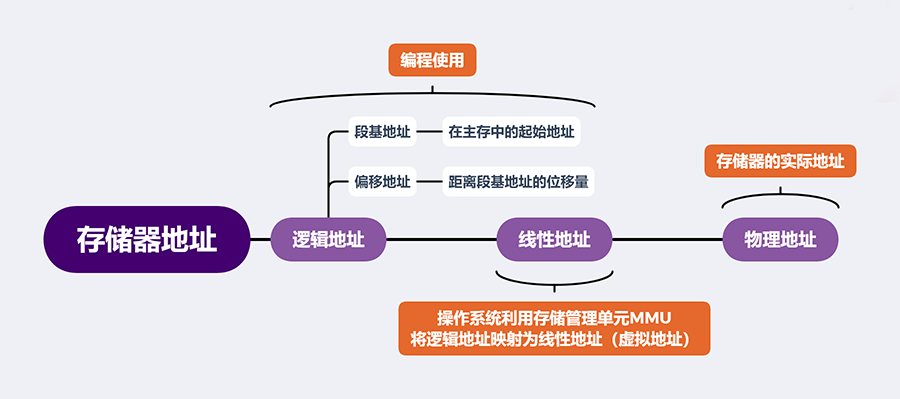 编程使用
段基地址
在主存中的起始地址
偏移地址
距离段基地址的位移量
存储器的实际地址
存储器地址
逻辑地址
线性地址
物理地址
操作系统利用存储管理单元MMU
将逻辑地址映射为线性地址（虚拟地址）